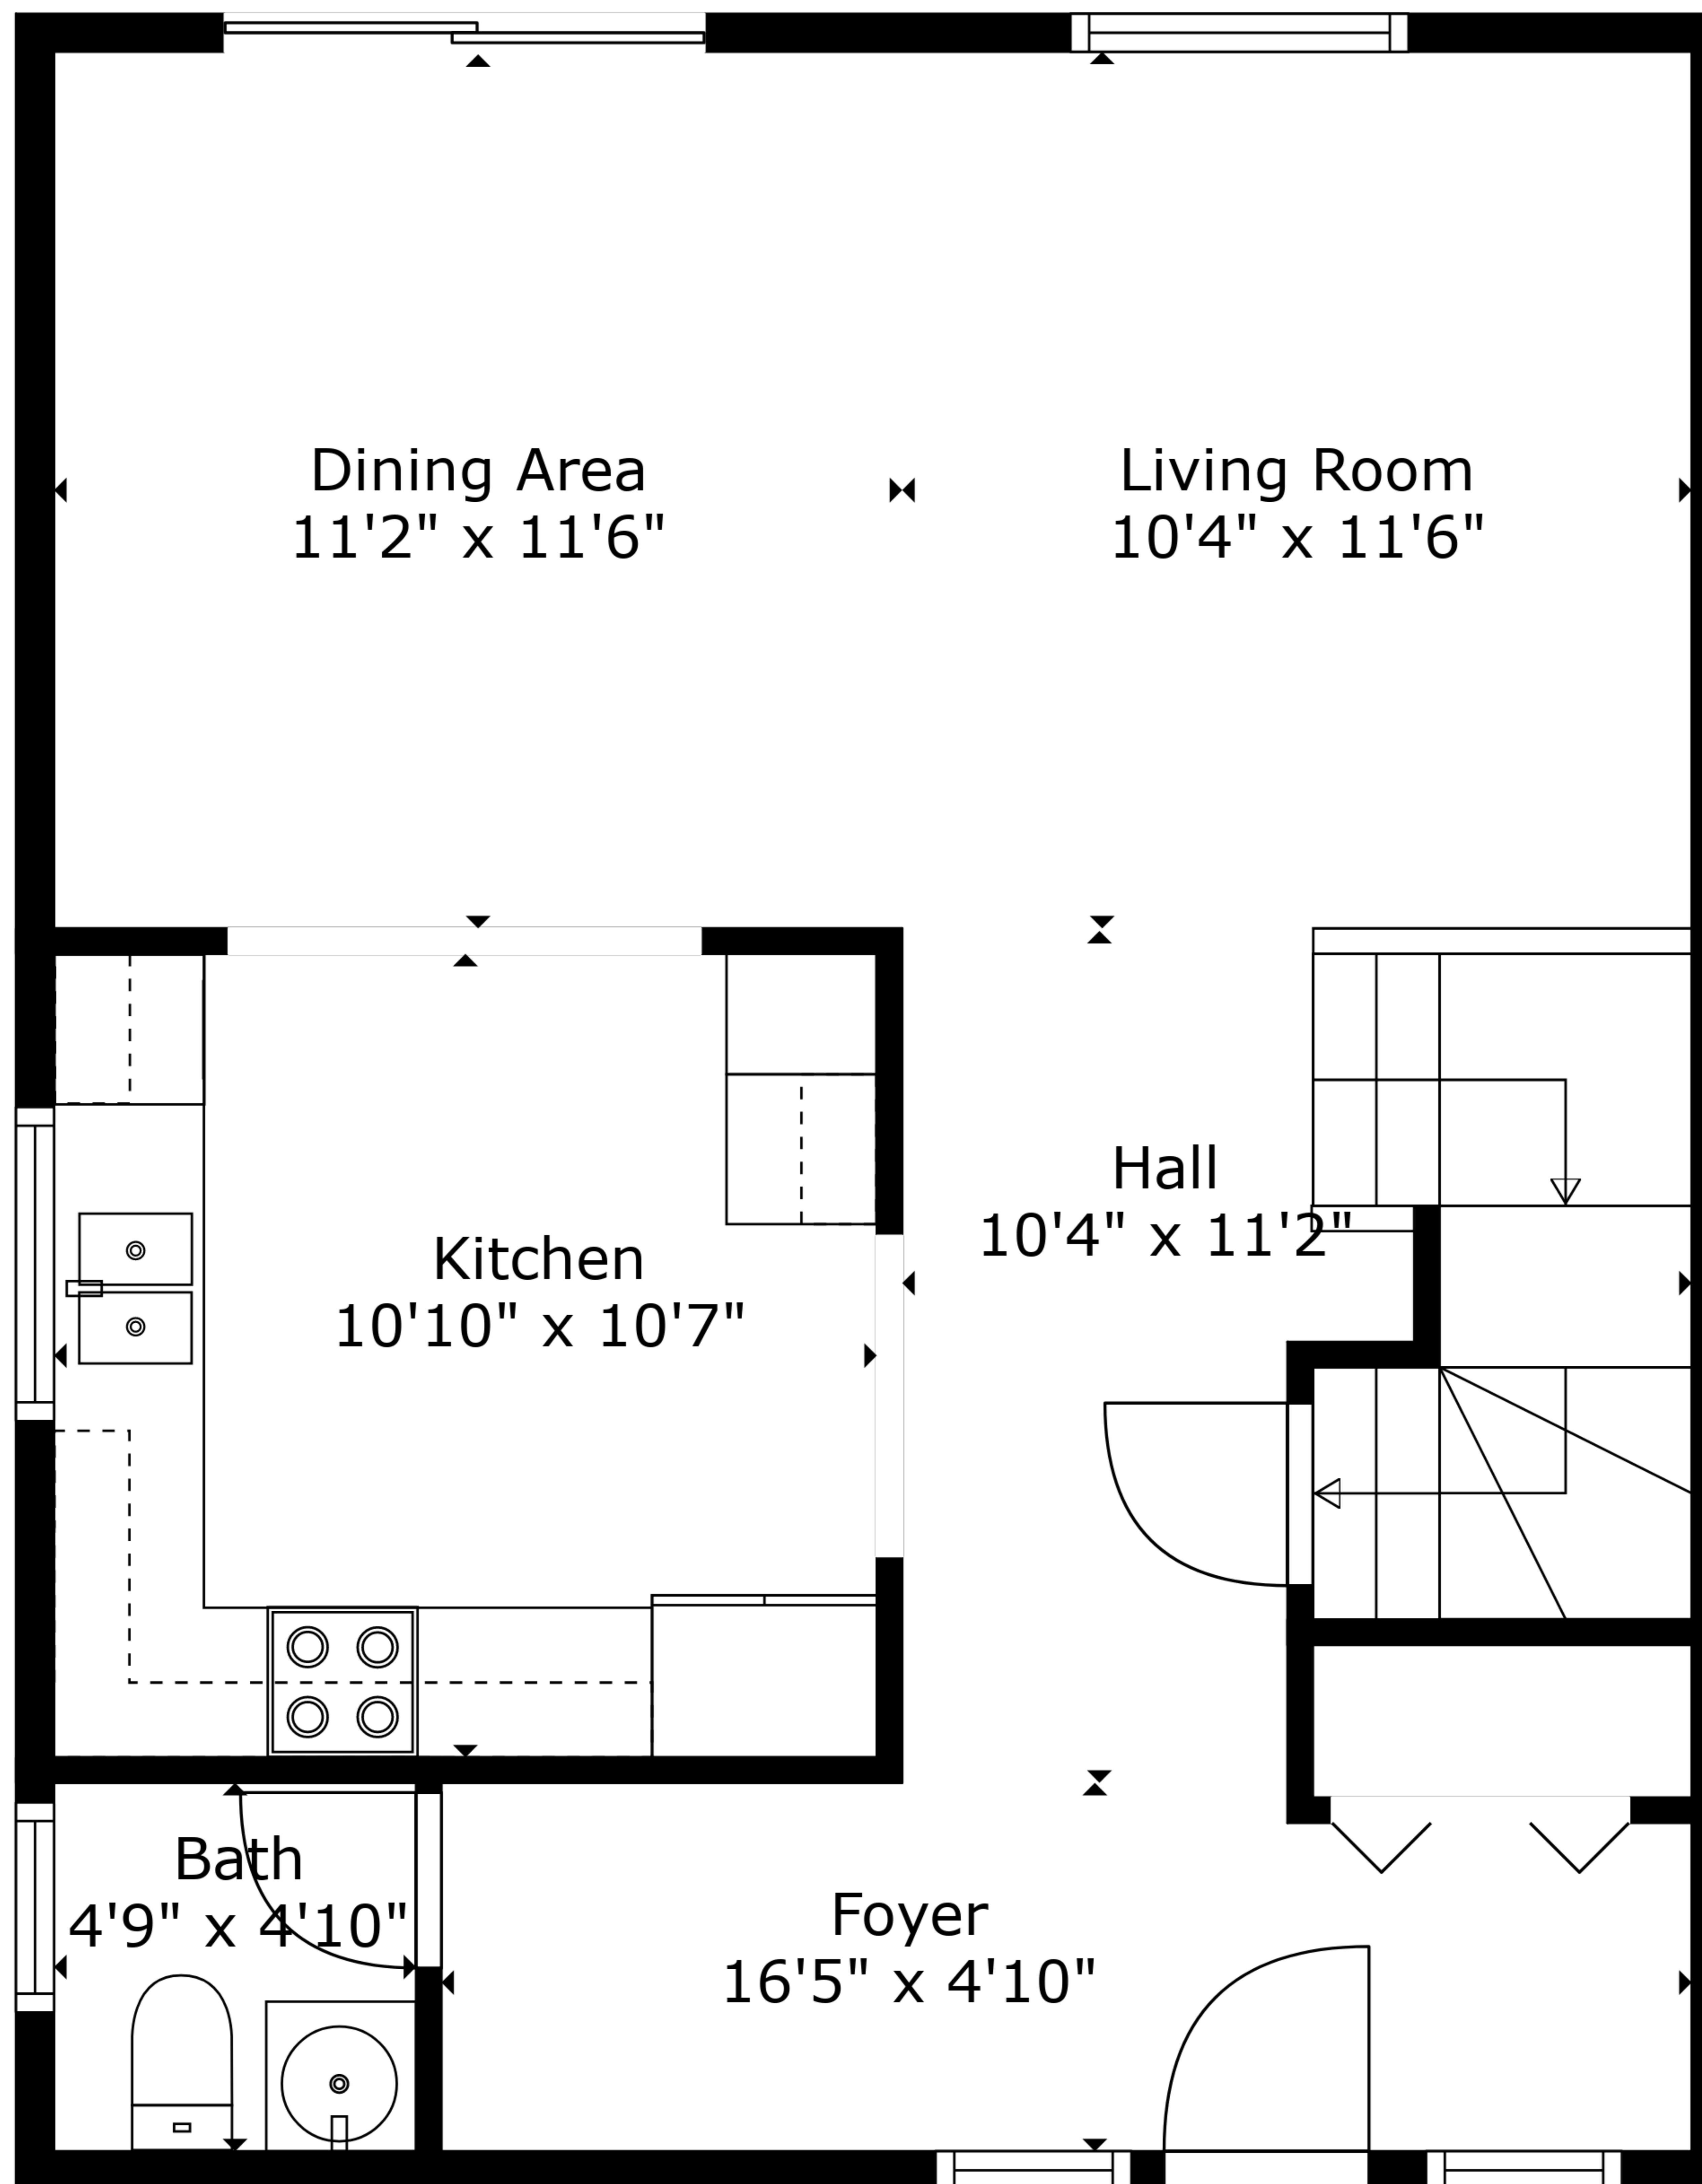 Dining Area
11'2" x 11'6"
Living Room
10'4" x 11'6"
Hall
10'4" x 11'2"
Kitchen
10'10" x 10'7"
Bath
4'9" x 4'10"
Foyer
16'5" x 4'10"